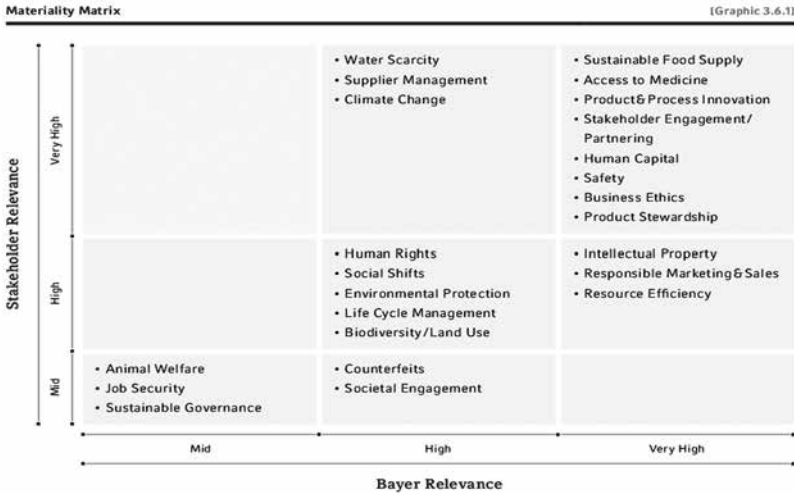 Materiality Matrix
[Graphic 3.6.1]
Stakeholder Relevance
Very High
• Water Scarcity
• Supplier Management
• Climate Change
• Sustainable Food Supply
• Access to Medicine
• Product & Process Innovation
• Stakeholder Engagement/
Partnering
• Human Capital
• Safety
• Business Ethics
• Product Stewardship
High
• Human Rights
• Social Shifts
• Environmental Protection
• Life Cycle Management
• Biodiversity/Land Use
• Intellectual Property
• Responsible Marketing & Sales
• Resource Efficiency
Mid
• Animal Welfare
• Job Security
• Sustainable Governance
• Counterfeits
• Societal Engagement
Mid
High
Very High
Bayer Relevance